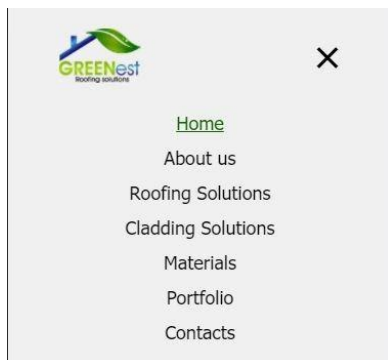 GREENest
Roofing solutions
Home
About us
Roofing Solutions
Cladding Solutions
Materials
Portfolio
Contacts